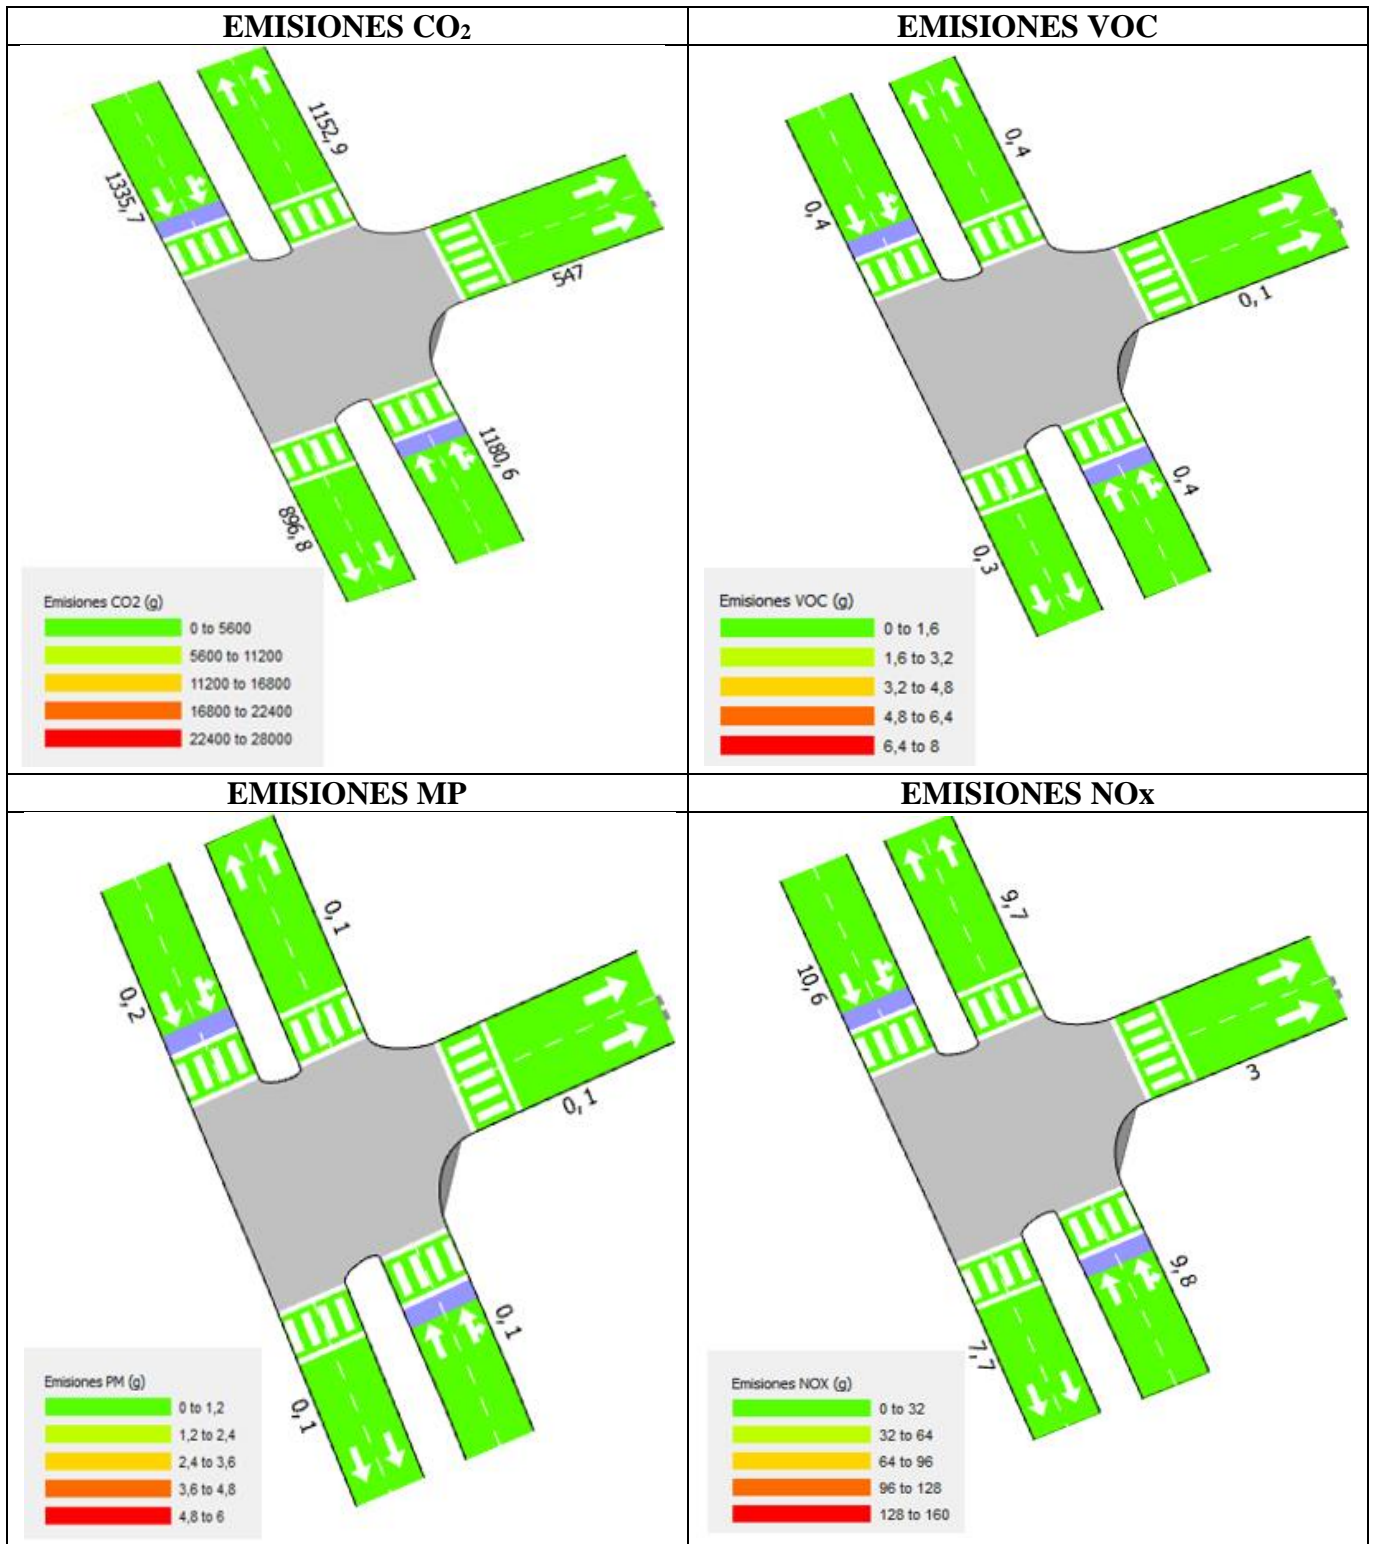 EMISIONES CO₂
EMISIONES VOC
1152, 9
1335, 7
547
1180, 6
896, 8
Emisiones CO2 (g)
0 to 5600
5600 to 11200
11200 to 16800
16800 to 22400
22400 to 28000
0, 4
0, 4
0, 1
0, 4
0, 3
Emisiones VOC (g)
0 to 1,6
1,6 to 3,2
3,2 to 4,8
4,8 to 6,4
6,4 to 8
EMISIONES MP
EMISIONES NOx
0, 1
0, 2
0, 1
0, 1
0, 1
Emisiones PM (g)
0 to 1,2
1,2 to 2,4
2,4 to 3,6
3,6 to 4,8
4,8 to 6
9, 7
10, 6
3
9, 8
7, 7
Emisiones NOX (g)
0 to 32
32 to 64
64 to 96
96 to 128
128 to 160